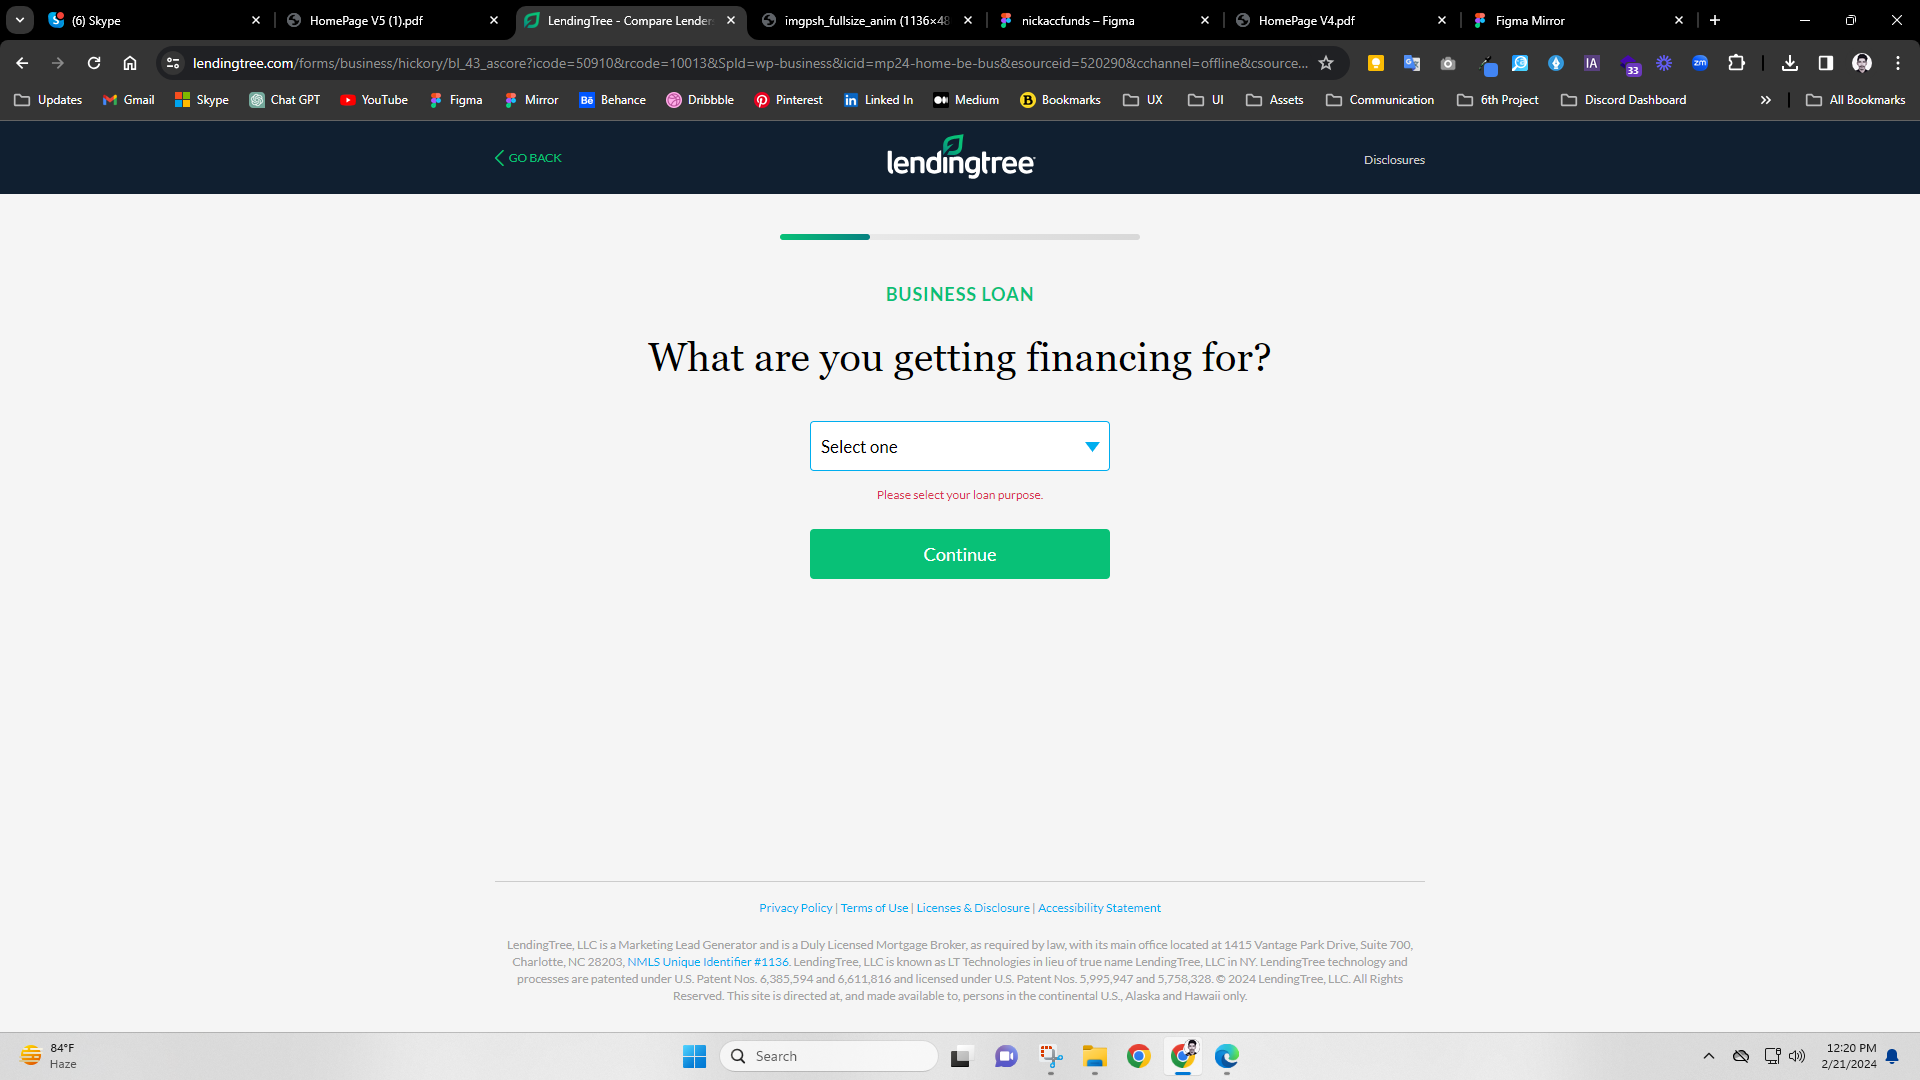 (6) Skype
HomePage V5 (1).pdf
LendingTree - Compare Lender
imgpsh_fullsize_anim (1136×48
nickaccfunds – Figma
HomePage V4.pdf
Figma Mirror
lendingtree.com/forms/business/hickory/bl_43_ascore?icode=50910&rcode=10013&SpId=wp-business&icid=mp24-home-be-bus&esourceid=520290&cchannel=offline&csource...
IA
33
zm
Updates
Gmail
Skype
Chat GPT
YouTube
Figma
Mirror
Bē Behance
Dribbble
Pinterest
in Linked In
Medium
B Bookmarks
UX
UI
Assets
Communication
6th Project
Discord Dashboard
All Bookmarks
GO BACK
lendingtree
Disclosures
BUSINESS LOAN
What are you getting financing for?
Select one
Please select your loan purpose.
Continue
Privacy Policy | Terms of Use | Licenses & Disclosure | Accessibility Statement
LendingTree, LLC is a Marketing Lead Generator and is a Duly Licensed Mortgage Broker, as required by law, with its main office located at 1415 Vantage Park Drive, Suite 700,
Charlotte, NC 28203, NMLS Unique Identifier #1136. LendingTree, LLC is known as LT Technologies in lieu of true name LendingTree, LLC in NY. LendingTree technology and
processes are patented under U.S. Patent Nos. 6,385,594 and 6,611,816 and licensed under U.S. Patent Nos. 5,995,947 and 5,758,328. © 2024 LendingTree, LLC. All Rights
Reserved. This site is directed at, and made available to, persons in the continental U.S., Alaska and Hawaii only.
84°F
Haze
Search
12:20 PM
2/21/2024